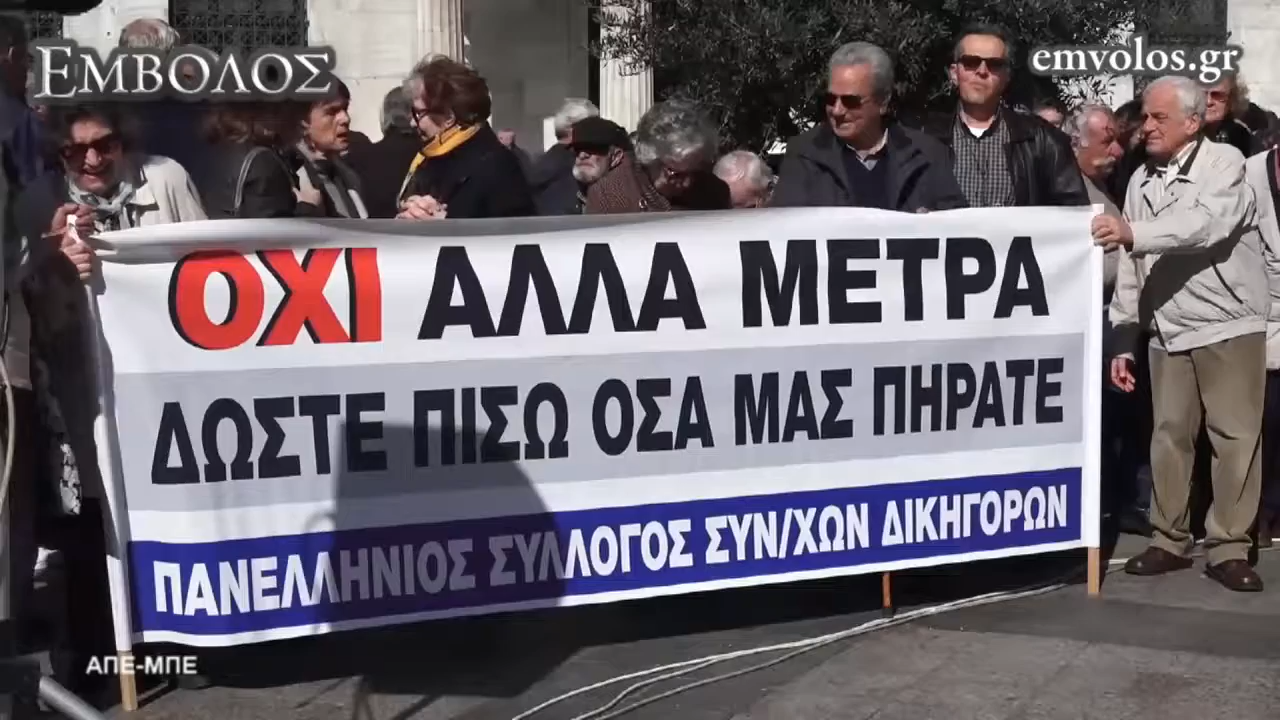 ΕΜΒΟΛΟΣ
emvolos.gr
ΟΧΙ ΑΛΛΑ ΜΕΤΡΑ
ΔΩΣΤΕ ΠΙΣΩ ΟΣΑ ΜΑΣ ΠΗΡΑΤΕ
ΠΑΝΕΛΛΗΝΙΟΣ ΣΥΛΛΟΓΟΣ ΣΥΝ/ΧΩΝ ΔΙΚΗΓΟΡΩΝ
ΑΠΕ-ΜΠΕ